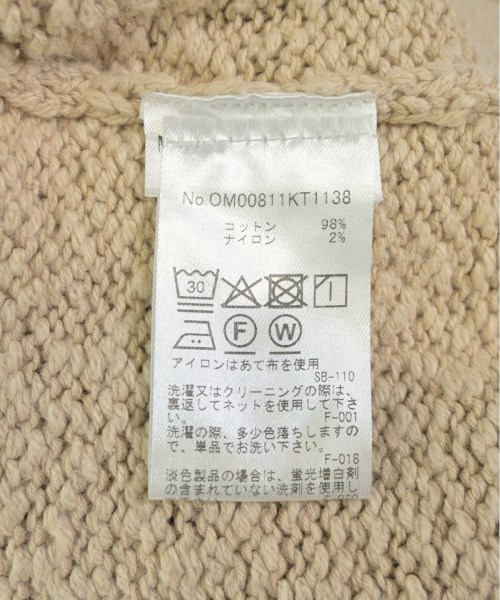 No.OM00811KT1138
コットン 98%
ナイロン 2%
30
F W
アイロンはあて布を使用
SB-110
洗濯又はクリーニングの際は、
裏返してネットを使用して下さ
い。 F-001
洗濯の際、多少色落ちしますので
、単品でお洗い下さい。
F-018
淡色製品の場合は、蛍光増白剤
の含まれていない洗剤を使用し